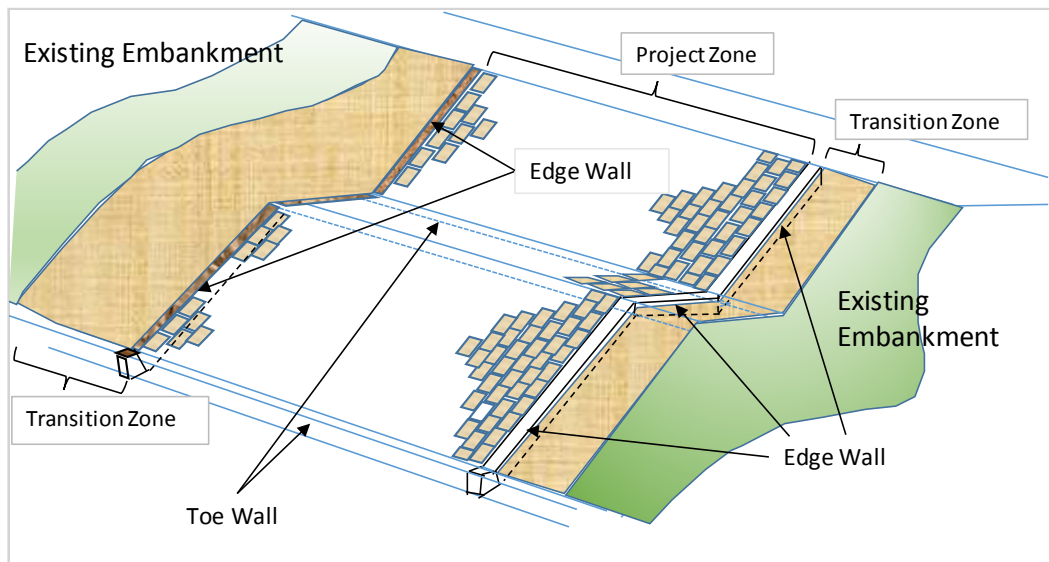 Existing Embankment
Project Zone
Transition Zone
Edge Wall
Existing
Embankment
Transition Zone
Edge Wall
Toe Wall